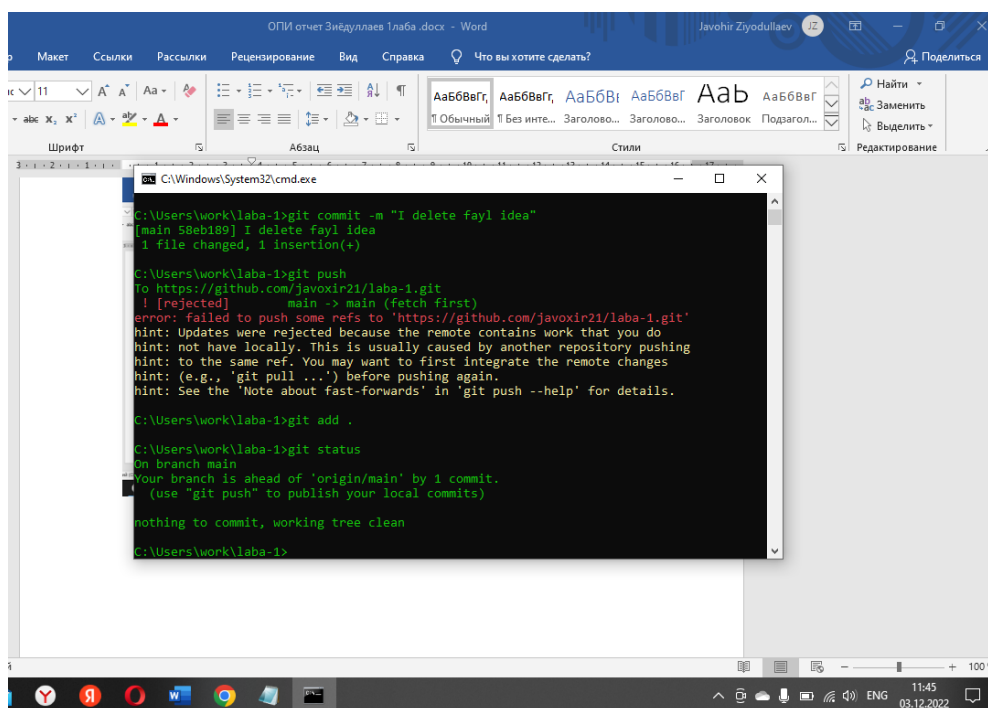 ОПИ отчет Зиёдуллаев 1лаба .docx - Word
Javohir Ziyodullaev
JZ
Макет Ссылки Рассылки Рецензирование Вид Справка Что вы хотите сделать? Поделиться
11 Aa
АаБбВвГг, АаБбВвГг, АаБбВı АаБбВвГ АаЬ АаБбВвГ
¶ Обычный ¶ Без инте... Заголово... Заголово... Заголовок Подзагол...
Найти
Заменить
Выделить
Шрифт Абзац Стили Редактирование
C:\Windows\System32\cmd.exe
C:\Users\work\laba-1>git commit -m "I delete fayl idea"
[main 58eb189] I delete fayl idea
1 file changed, 1 insertion(+)
C:\Users\work\laba-1>git push
To https://github.com/javoxir21/laba-1.git
! [rejected] main -> main (fetch first)
error: failed to push some refs to 'https://github.com/javoxir21/laba-1.git'
hint: Updates were rejected because the remote contains work that you do
hint: not have locally. This is usually caused by another repository pushing
hint: to the same ref. You may want to first integrate the remote changes
hint: (e.g., 'git pull ...') before pushing again.
hint: See the 'Note about fast-forwards' in 'git push --help' for details.
C:\Users\work\laba-1>git add .
C:\Users\work\laba-1>git status
On branch main
Your branch is ahead of 'origin/main' by 1 commit.
(use "git push" to publish your local commits)
nothing to commit, working tree clean
C:\Users\work\laba-1>
100
ENG
11:45
03.12.2022